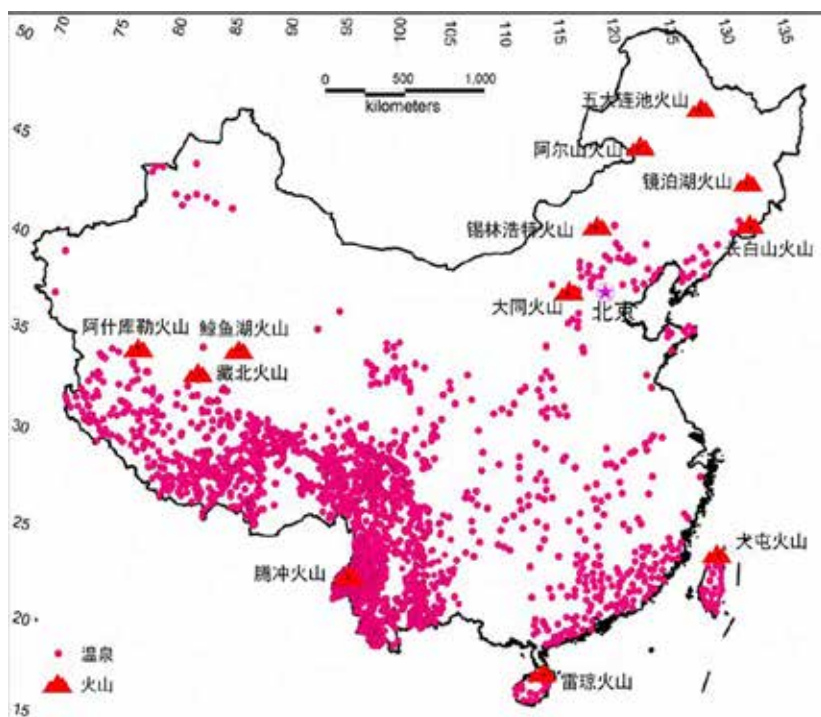 50 70 75 80 85 90 95 100 105 110 115 120 125 130 135
0 500 1,000
kilometers
五大连池火山
阿尔山火山
45
镜泊湖火山
锡林浩特火山
长白山火山
40
大同火山
北京
阿什库勒火山
鲸鱼湖火山
35
藏北火山
30
25
犬屯火山
腾冲火山
20
温泉
火山
雷琼火山
15